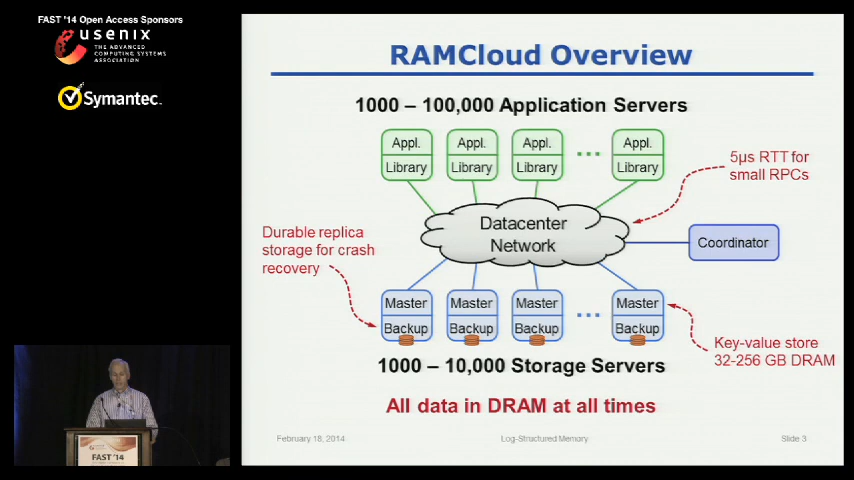 FAST '14 Open Access Sponsors
usenix
THE ADVANCED
COMPUTING SYSTEMS
ASSOCIATION
Symantec.
RAMCloud Overview
1000 – 100,000 Application Servers
Appl. Appl. Appl. ... Appl.
Library Library Library Library
5µs RTT for
small RPCs
Datacenter
Network
Coordinator
Durable replica
storage for crash
recovery
Master Master Master ... Master
Backup Backup Backup Backup
Key-value store
32-256 GB DRAM
1000 – 10,000 Storage Servers
All data in DRAM at all times
February 18, 2014 Log-Structured Memory Slide 3
FAST '14